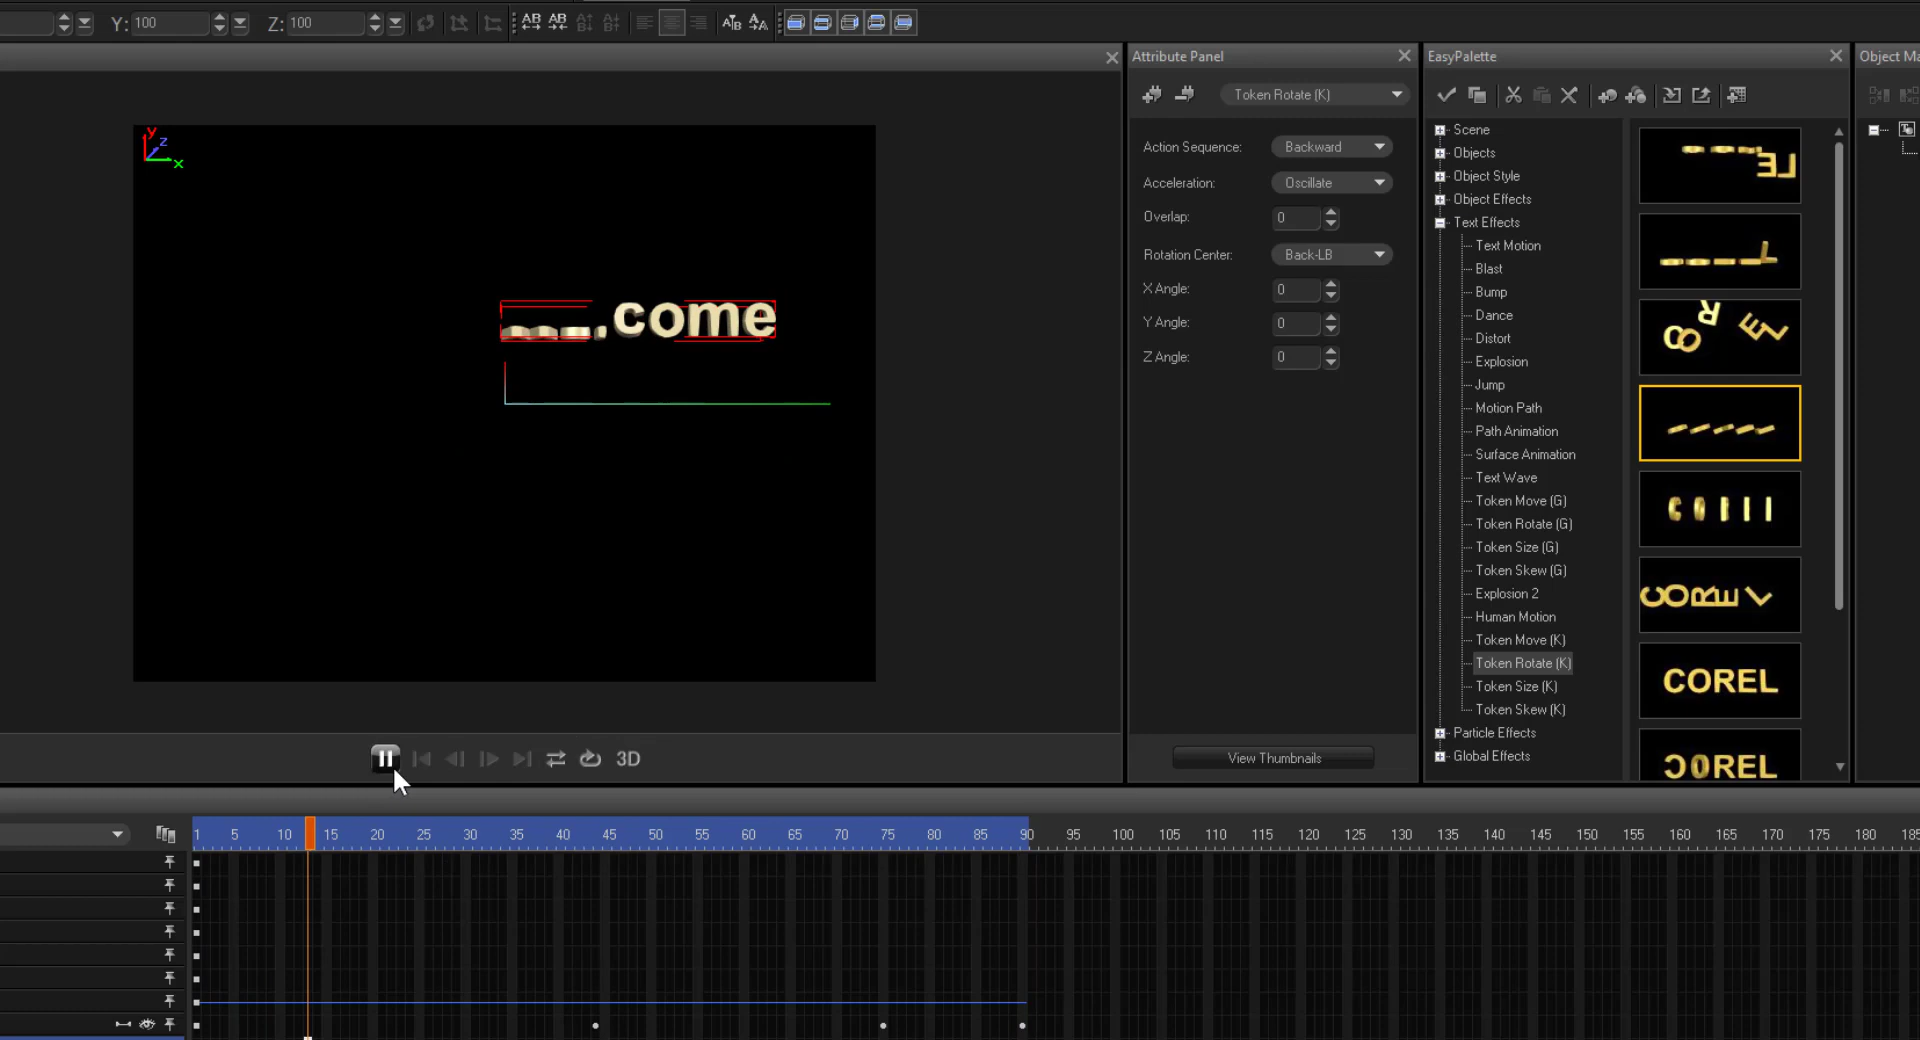 Y: 100 Z: 100 AB AB
Attribute Panel
EasyPalette
Object Ma
Token Rotate (K)
Action Sequence: Backward
Acceleration: Oscillate
Overlap: 0
Rotation Center: Back-LB
X Angle: 0
Y Angle: 0
Z Angle: 0
View Thumbnails
Scene
Objects
Object Style
Object Effects
Text Effects
Text Motion
Blast
Bump
Dance
Distort
Explosion
Jump
Motion Path
Path Animation
Surface Animation
Text Wave
Token Move (G)
Token Rotate (G)
Token Size (G)
Token Skew (G)
Explosion 2
Human Motion
Token Move (K)
Token Rotate (K)
Token Size (K)
Token Skew (K)
Particle Effects
Global Effects
COREL
y
z
x
come
3D
1 5 10 15 20 25 30 35 40 45 50 55 60 65 70 75 80 85 90 95 100 105 110 115 120 125 130 135 140 145 150 155 160 165 170 175 180 185